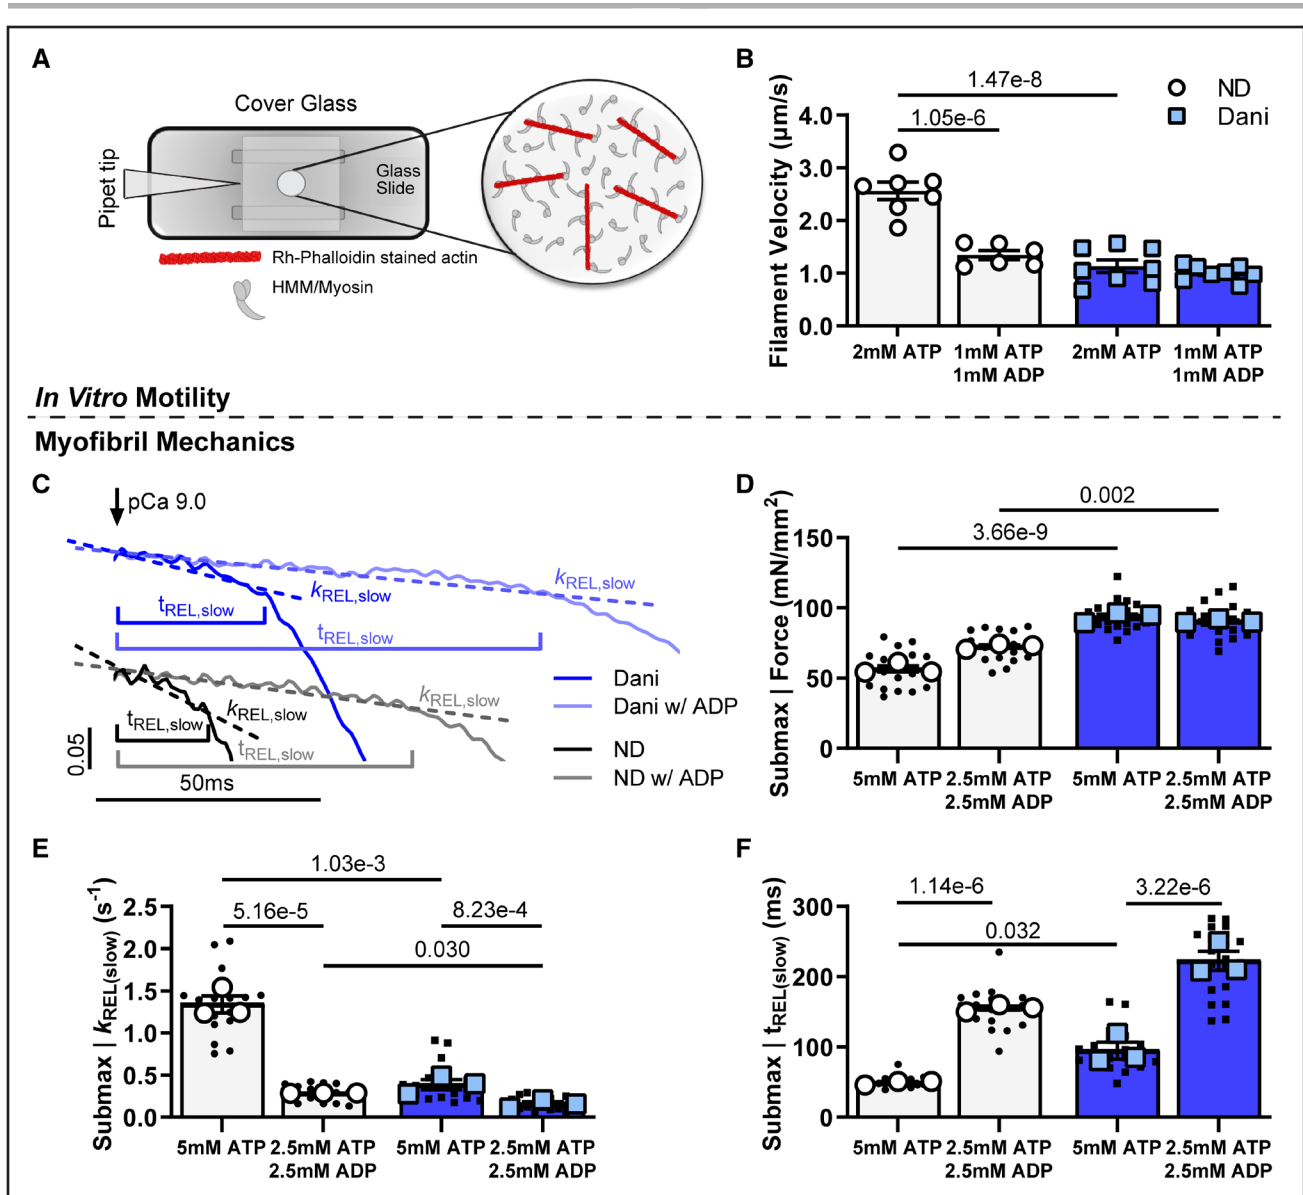 A
Cover Glass
Pipet tip
Glass
Slide
Rh-Phalloidin stained actin
HMM/Myosin
B
1.47e-8
1.05e-6
ND
Dani
Filament Velocity (μm/s)
4.0
3.0
2.0
1.0
0.0
2mM ATP
1mM ATP
1mM ADP
2mM ATP
1mM ATP
1mM ADP
In Vitro Motility
Myofibril Mechanics
C
pCa 9.0
kREL,slow
kREL,slow
tREL,slow
tREL,slow
kREL,slow
kREL,slow
tREL,slow
tREL,slow
0.05
50ms
Dani
Dani w/ ADP
ND
ND w/ ADP
D
0.002
3.66e-9
Submax | Force (mN/mm2)
150
100
50
0
5mM ATP
2.5mM ATP
2.5mM ADP
5mM ATP
2.5mM ATP
2.5mM ADP
E
1.03e-3
5.16e-5
8.23e-4
0.030
Submax | kREL(slow) (s-1)
2.5
2.0
1.5
1.0
0.5
0.0
5mM ATP
2.5mM ATP
2.5mM ADP
5mM ATP
2.5mM ATP
2.5mM ADP
F
1.14e-6
3.22e-6
0.032
Submax | tREL(slow) (ms)
300
200
100
0
5mM ATP
2.5mM ATP
2.5mM ADP
5mM ATP
2.5mM ATP
2.5mM ADP